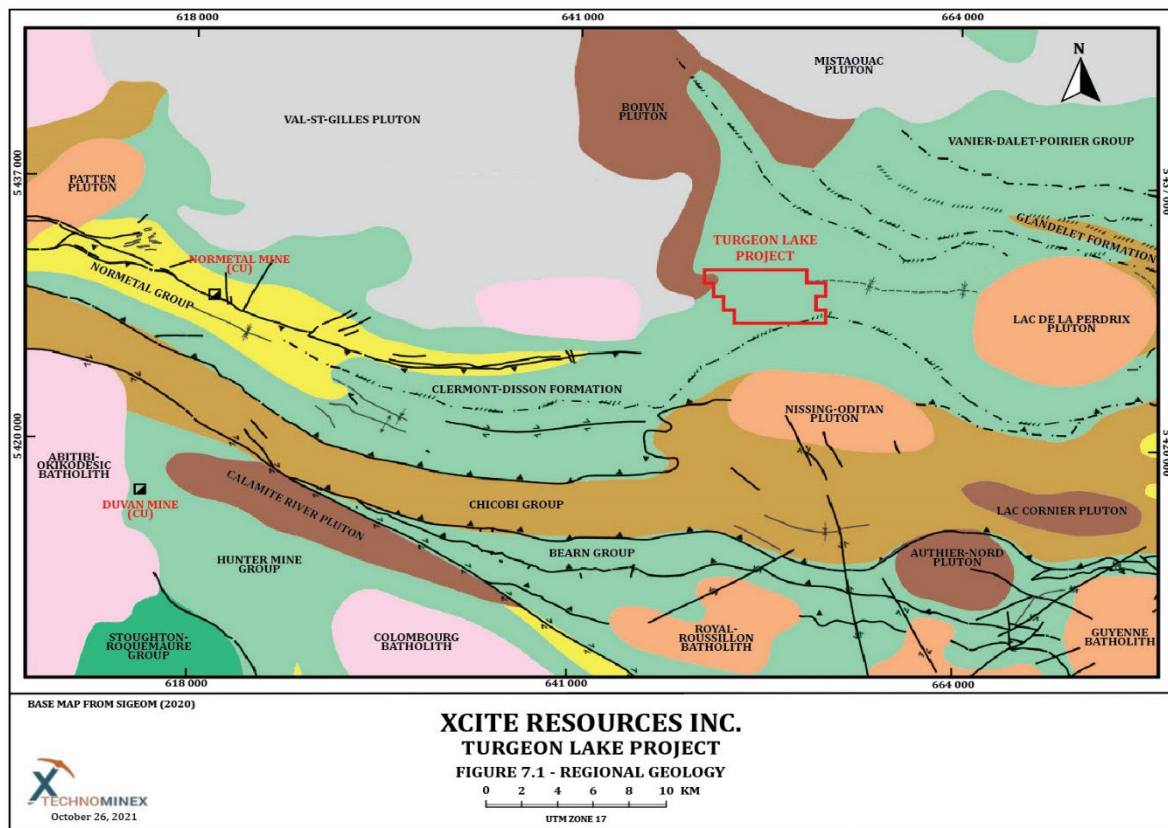 618 000
641 000
664 000
MISTAOUAC
PLUTON
N
BOIVIN
PLUTON
VAL-ST-GILLES PLUTON
VANIER-DALET-POIRIER GROUP
5 437 000
5 437 000
PATTEN
PLUTON
GLANDELET FORMATION
TURGEON LAKE
PROJECT
NORMETAL MINE
(CU)
NORMETAL GROUP
LAC DE LA PERDRIX
PLUTON
CLERMONT-DISSON FORMATION
NISSING-ODITAN
PLUTON
5 420 000
5 420 000
ABITIBI-
OKIKODESIC
BATHOLITH
CALAMITE RIVER PLUTON
DUVAN MINE
(CU)
CHICOBI GROUP
LAC CORNIER PLUTON
BEARN GROUP
AUTHIER-NORD
PLUTON
HUNTER MINE
GROUP
STOUGHTON-
ROQUEMAURE
GROUP
COLOMBOURG
BATHOLITH
ROYAL-
ROUSSILLON
BATHOLITH
GUYENNE
BATHOLITH
618 000
641 000
664 000
BASE MAP FROM SIGEOM (2020)
XCITE RESOURCES INC.
TURGEON LAKE PROJECT
FIGURE 7.1 - REGIONAL GEOLOGY
0 2 4 6 8 10 KM
UTM ZONE 17
X
TECHNOMINEX
October 26, 2021